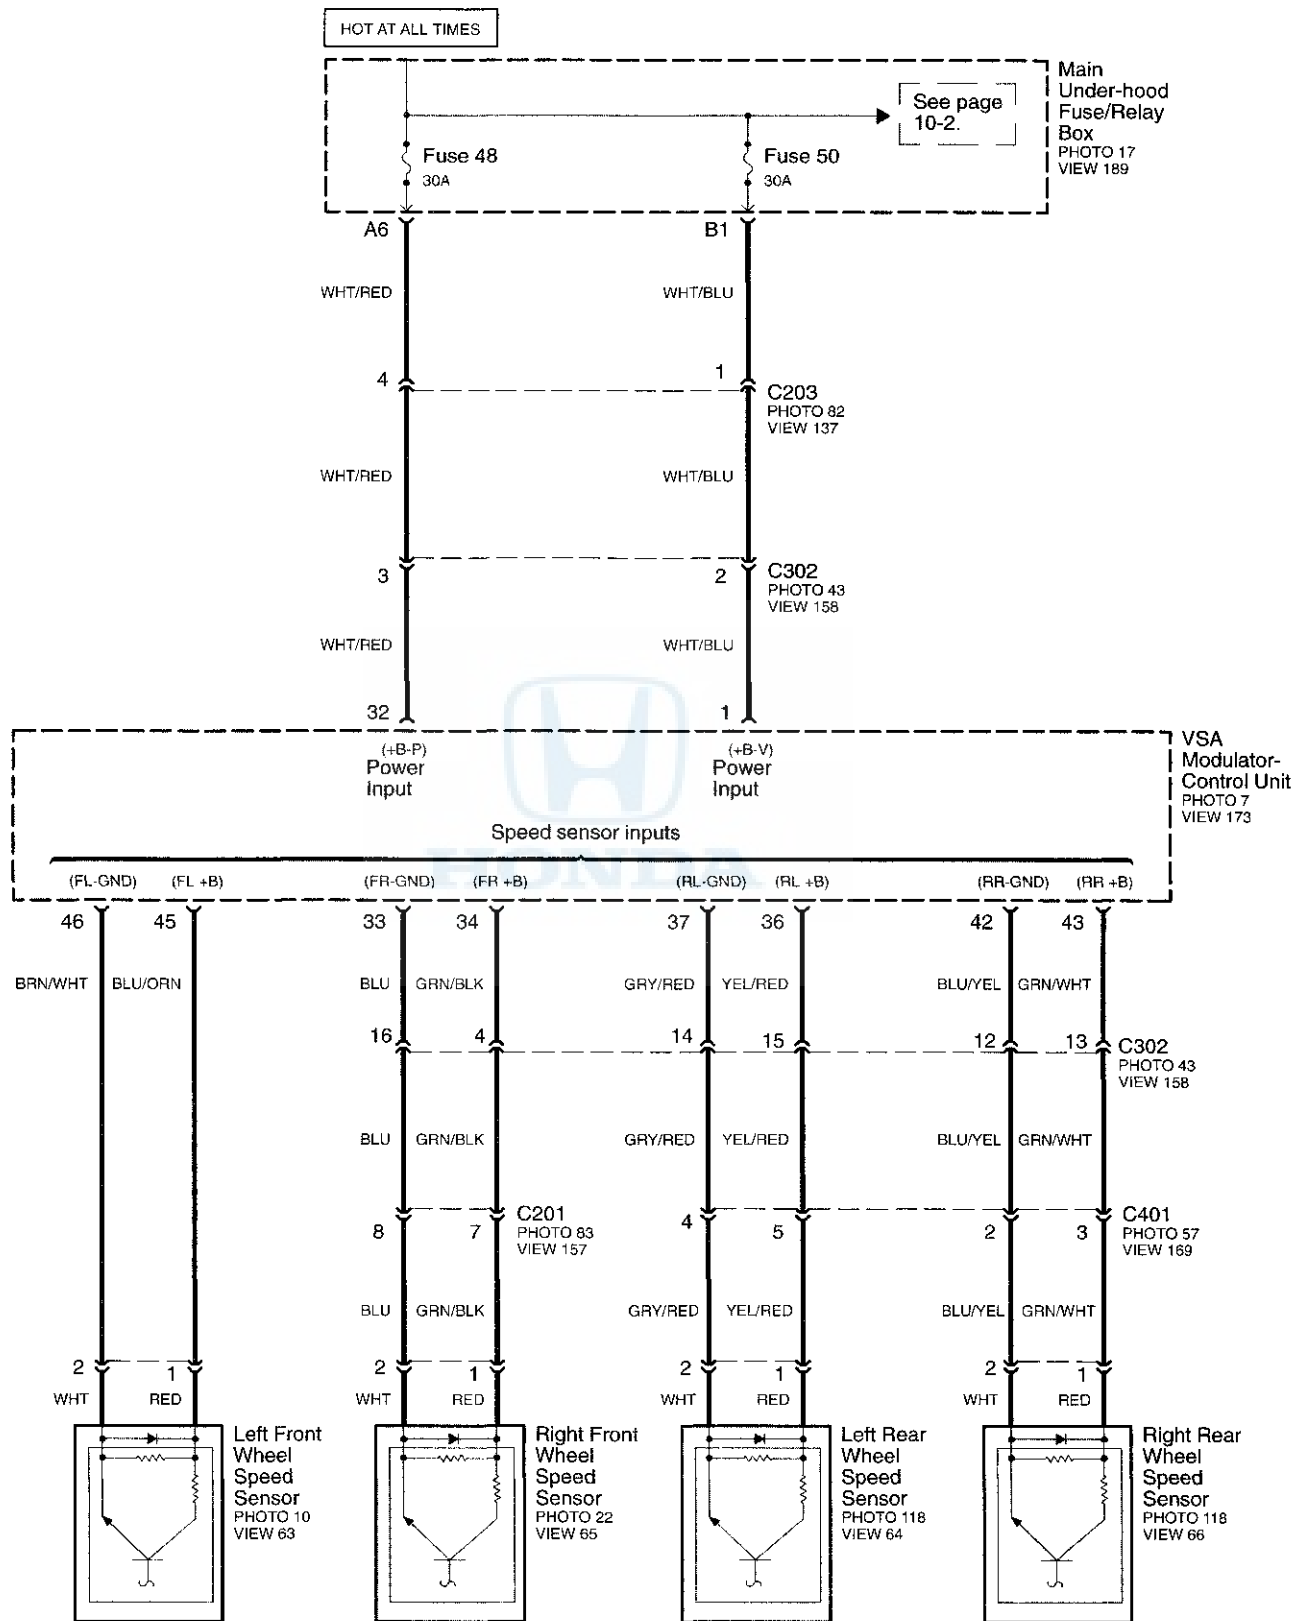 HOT AT ALL TIMES
Main
Under-hood
Fuse/Relay
Box
PHOTO 17
VIEW 189
See page
10-2.
Fuse 48
30A
Fuse 50
30A
A6
B1
WHT/RED
WHT/BLU
4
1
C203
PHOTO 82
VIEW 137
WHT/RED
WHT/BLU
3
2
C302
PHOTO 43
VIEW 158
WHT/RED
WHT/BLU
32
1
VSA
Modulator-
Control Unit
PHOTO 7
VIEW 173
(+B-P)
Power
Input
(+B-V)
Power
Input
Speed sensor inputs
HONDA
(FL-GND) (FL +B) (FR-GND) (FR +B) (RL-GND) (RL +B) (RR-GND) (RR +B)
46 45 33 34 37 36 42 43
BRN/WHT BLU/ORN BLU GRN/BLK GRY/RED YEL/RED BLU/YEL GRN/WHT
16 4 14 15 12 13
C302
PHOTO 43
VIEW 158
BLU GRN/BLK GRY/RED YEL/RED BLU/YEL GRN/WHT
8 7
C201
PHOTO 83
VIEW 157
4 5 2 3
C401
PHOTO 57
VIEW 169
BLU GRN/BLK GRY/RED YEL/RED BLU/YEL GRN/WHT
2 1 2 1 2 1 2 1
WHT RED WHT RED WHT RED WHT RED
Left Front
Wheel
Speed
Sensor
PHOTO 10
VIEW 63
Right Front
Wheel
Speed
Sensor
PHOTO 22
VIEW 65
Left Rear
Wheel
Speed
Sensor
PHOTO 118
VIEW 64
Right Rear
Wheel
Speed
Sensor
PHOTO 118
VIEW 66